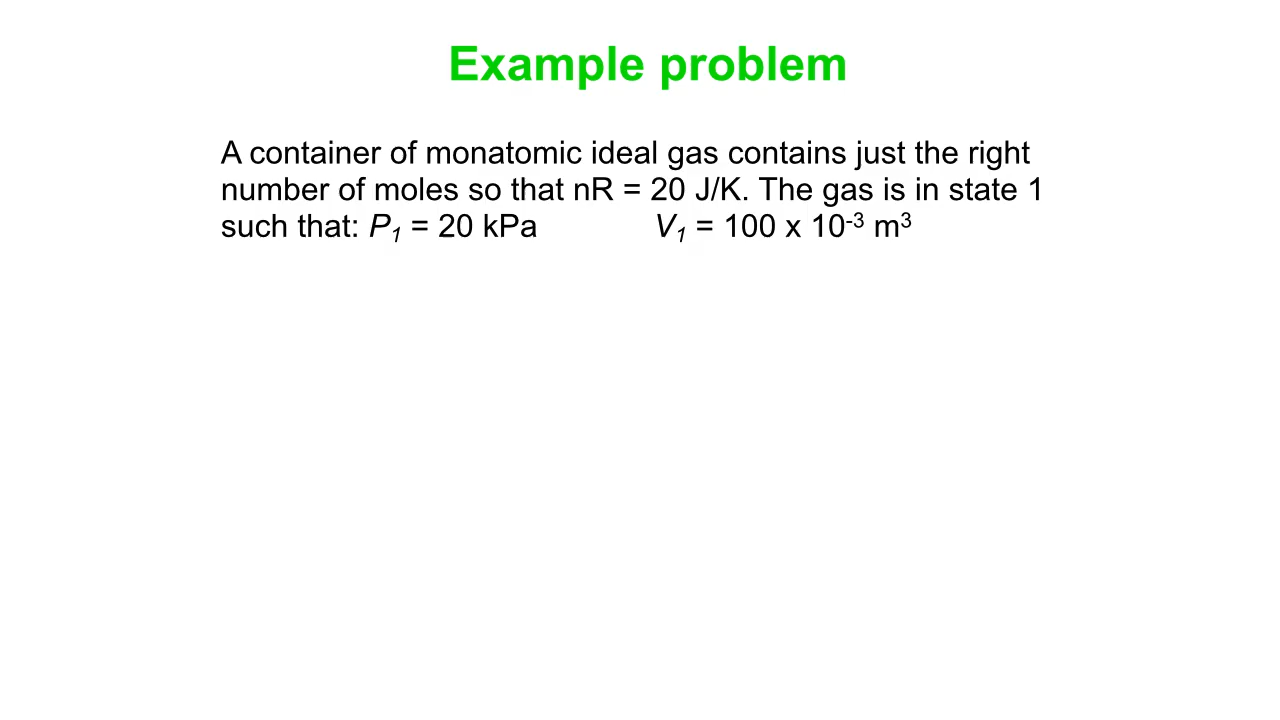 Example problem
A container of monatomic ideal gas contains just the right
number of moles so that nR = 20 J/K. The gas is in state 1
such that: P₁ = 20 kPa V₁ = 100 x 10⁻³ m³